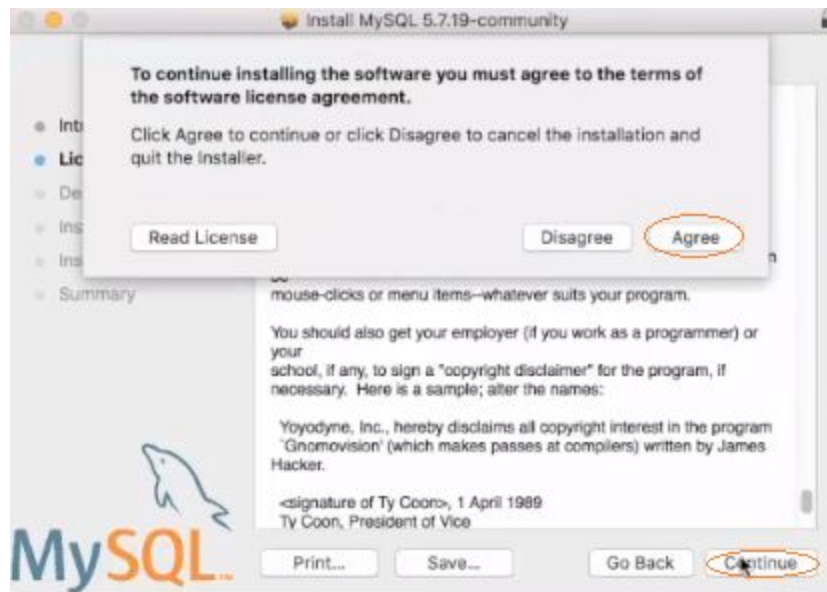 Install MySQL 5.7.19-community
To continue installing the software you must agree to the terms of
the software license agreement.
Click Agree to continue or click Disagree to cancel the installation and
quit the Installer.
Read License
Disagree
Agree
Int
Lic
De
Ins
Ins
Summary
mouse-clicks or menu items--whatever suits your program.
You should also get your employer (if you work as a programmer) or
your
school, if any, to sign a "copyright disclaimer" for the program, if
necessary. Here is a sample; alter the names:
Yoyodyne, Inc., hereby disclaims all copyright interest in the program
`Gnomovision' (which makes passes at compilers) written by James
Hacker.
<signature of Ty Coon>, 1 April 1989
Ty Coon, President of Vice
MySQL
Print...
Save...
Go Back
Continue